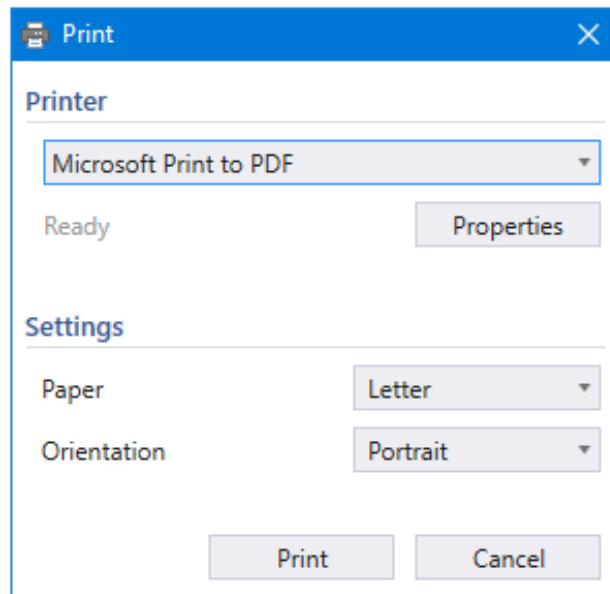 Print
Printer
Microsoft Print to PDF
Ready Properties
Settings
Paper Letter
Orientation Portrait
Print Cancel